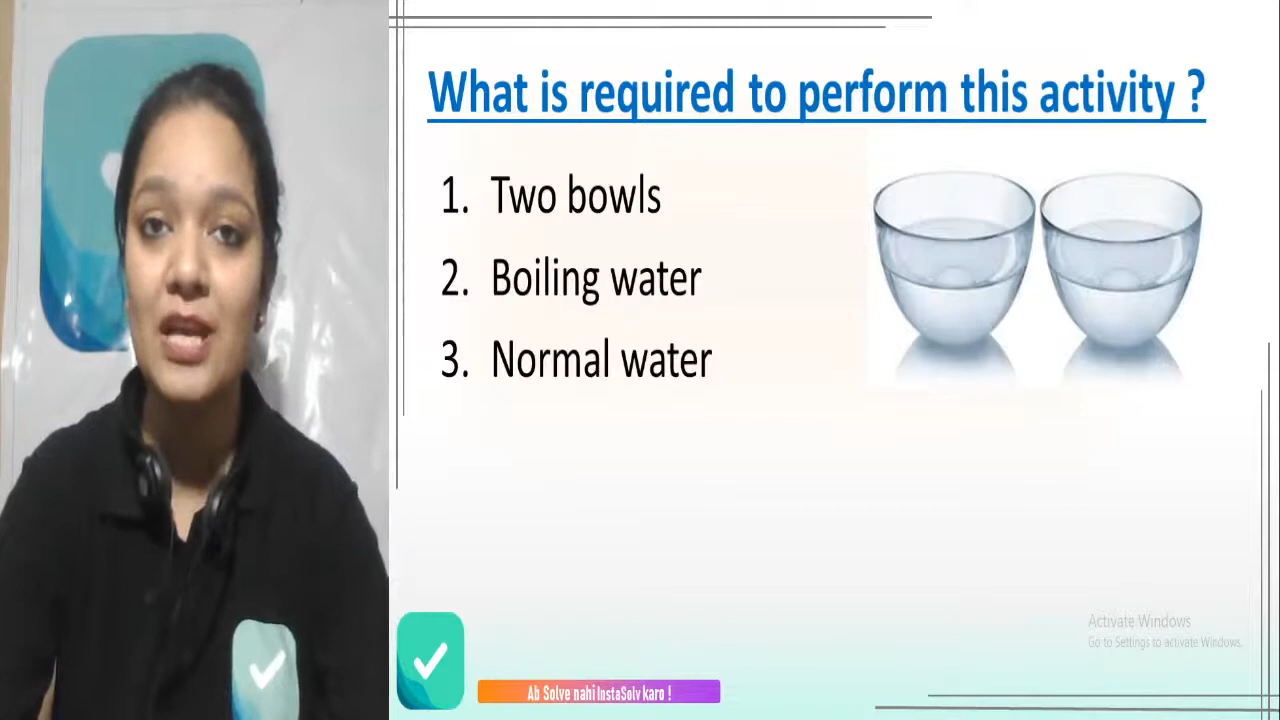 What is required to perform this activity ?
1. Two bowls
2. Boiling water
3. Normal water
Activate Windows
Go to Settings to activate Windows.
Ab Solve nahi InstaSolv karo !